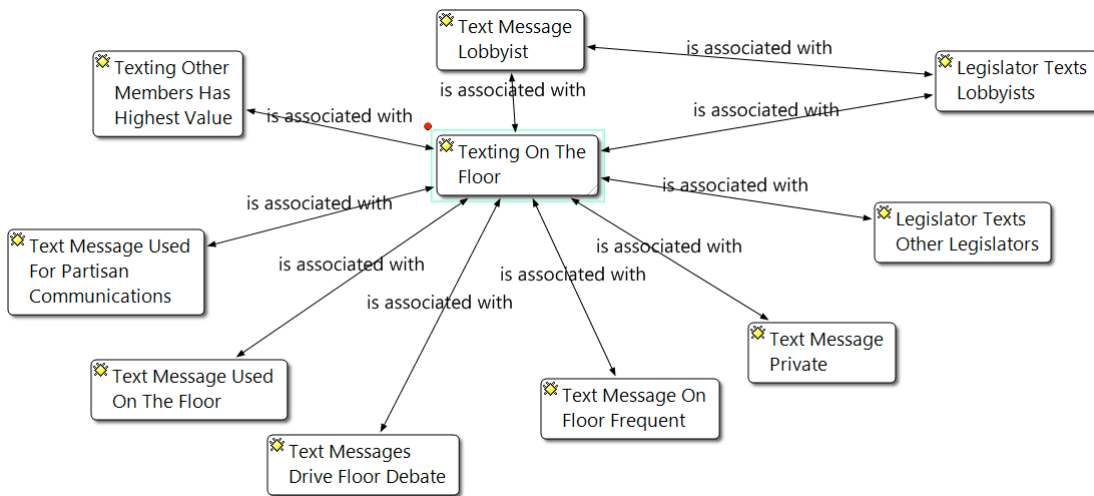 Text Message
Lobbyist
is associated with
Texting Other
Members Has
Highest Value
Legislator Texts
Lobbyists
is associated with
is associated with
is associated with
Texting On The
Floor
is associated with
is associated with
Legislator Texts
Other Legislators
Text Message Used
For Partisan
Communications
is associated with
is associated with
is associated with
is associated with
Text Message
Private
Text Message Used
On The Floor
Text Message On
Floor Frequent
Text Messages
Drive Floor Debate